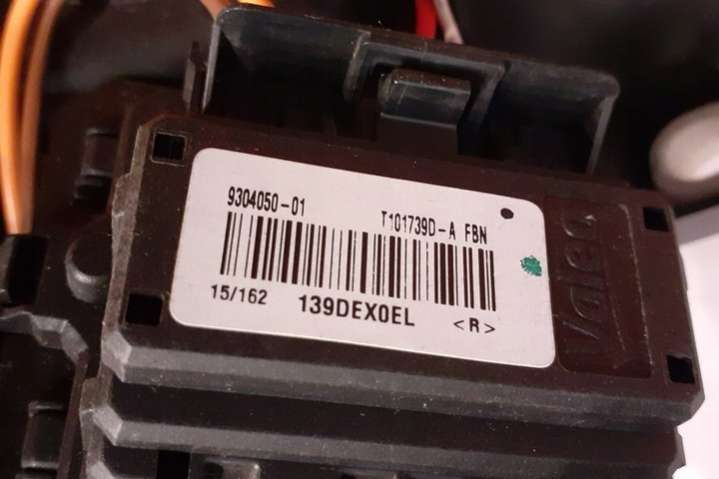 9304050-01 T101739D-A FBN
15/162 139DEX0EL <R>
Valeo